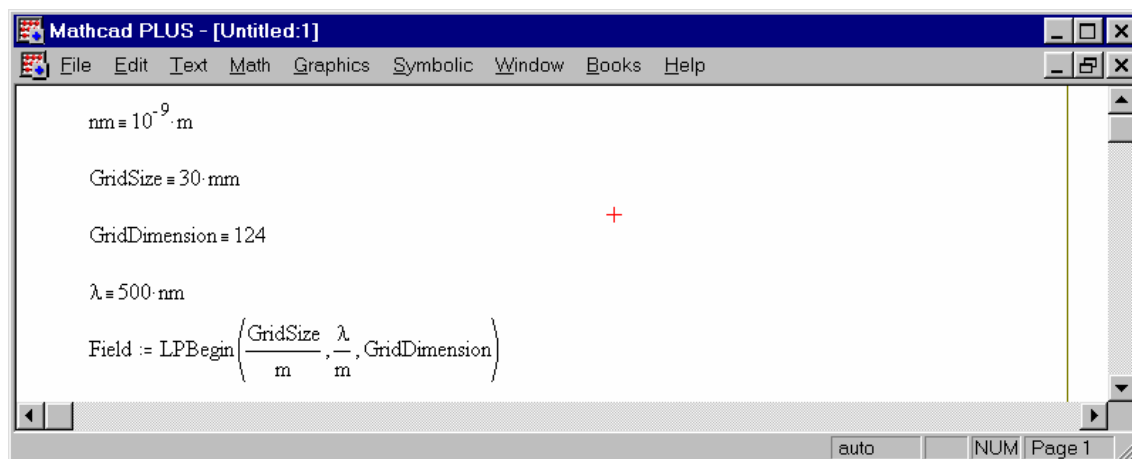 Mathcad PLUS - [Untitled:1]
File Edit Text Math Graphics Symbolic Window Books Help
nm ≡ 10^-9 · m
GridSize ≡ 30 · mm
GridDimension ≡ 124
λ ≡ 500 · nm
Field := LPBegin(GridSize/m, λ/m, GridDimension)
auto NUM Page 1